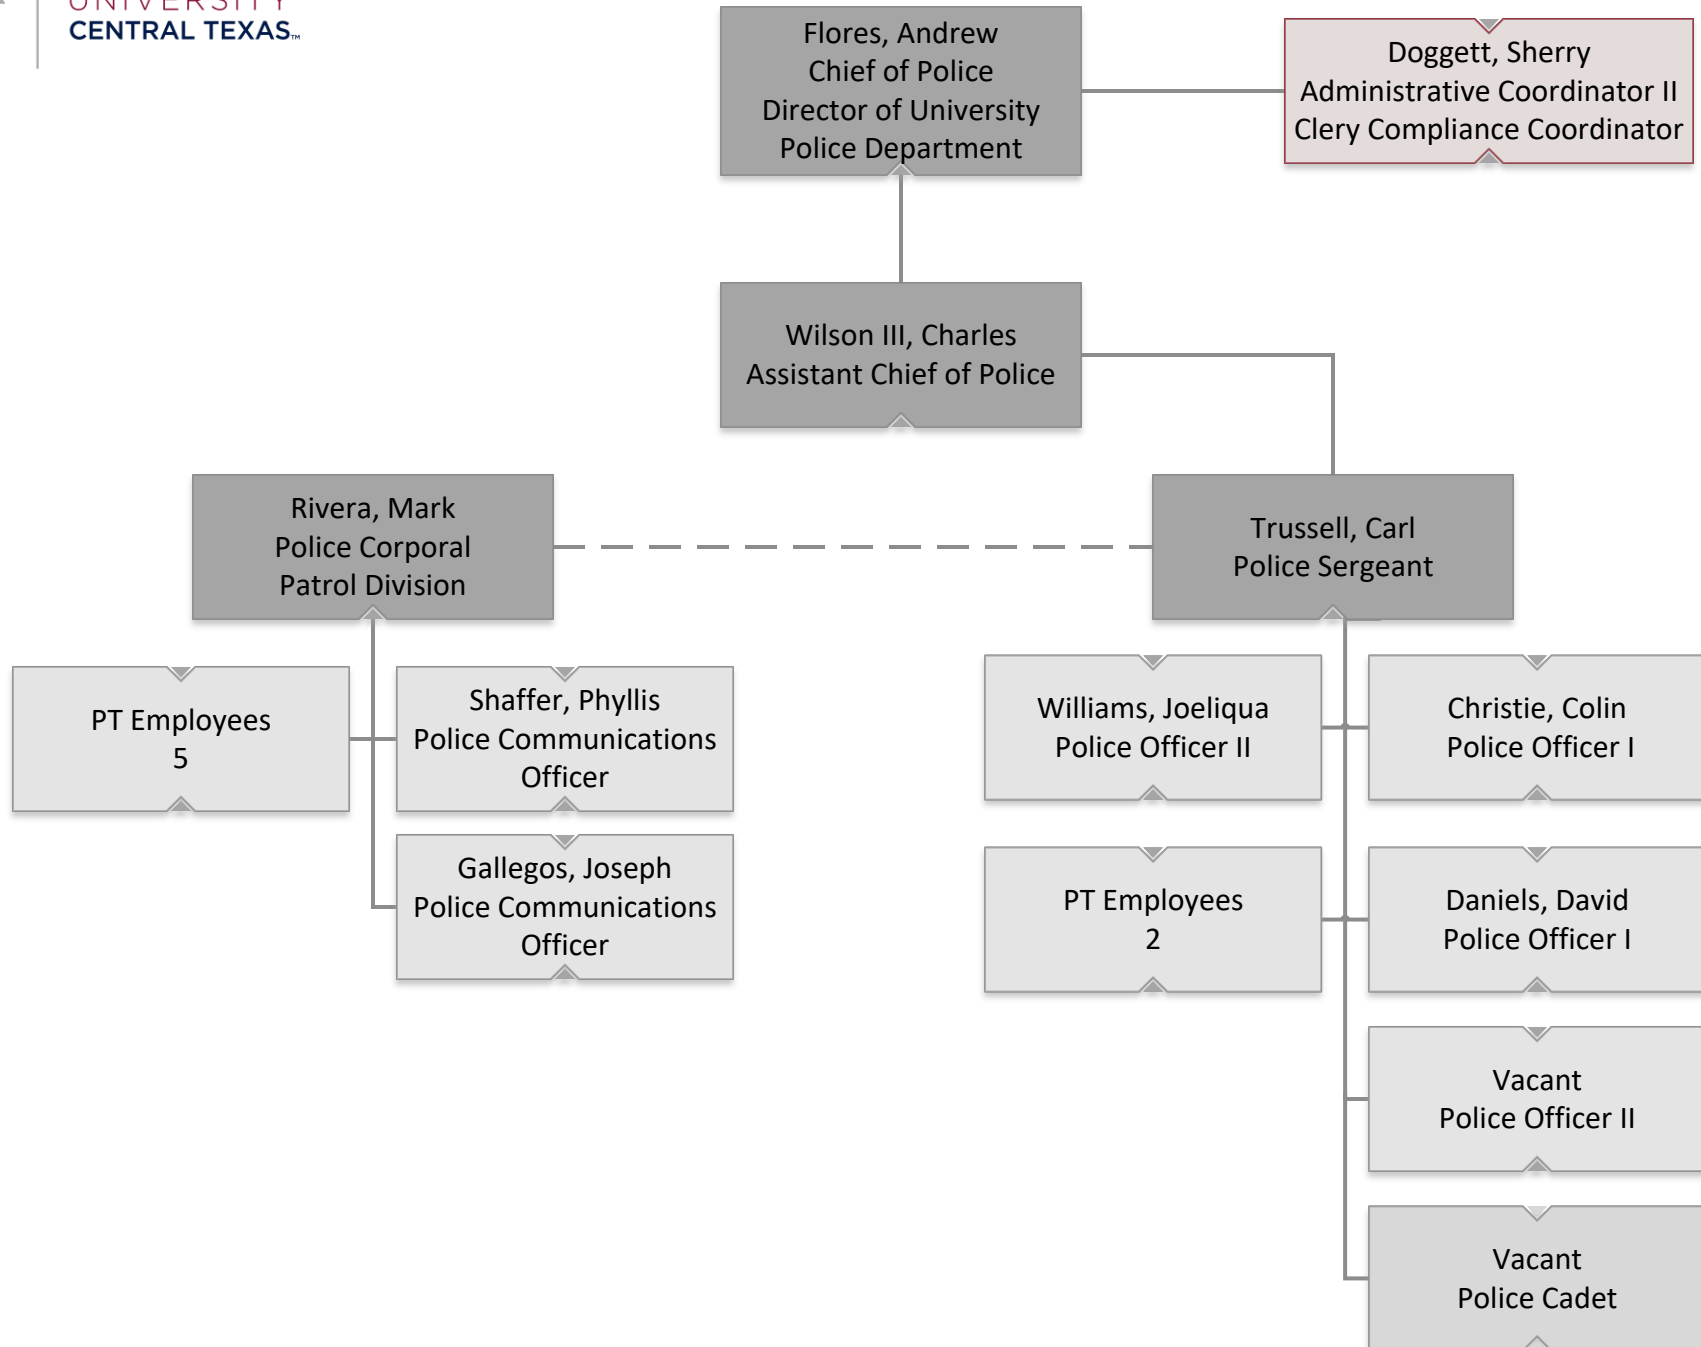 UNIVERSITY
CENTRAL TEXAS™
Flores, Andrew
Chief of Police
Director of University
Police Department
Doggett, Sherry
Administrative Coordinator II
Clery Compliance Coordinator
Wilson III, Charles
Assistant Chief of Police
Rivera, Mark
Police Corporal
Patrol Division
Trussell, Carl
Police Sergeant
PT Employees
5
Shaffer, Phyllis
Police Communications
Officer
Gallegos, Joseph
Police Communications
Officer
Williams, Joeliqua
Police Officer II
Christie, Colin
Police Officer I
PT Employees
2
Daniels, David
Police Officer I
Vacant
Police Officer II
Vacant
Police Cadet